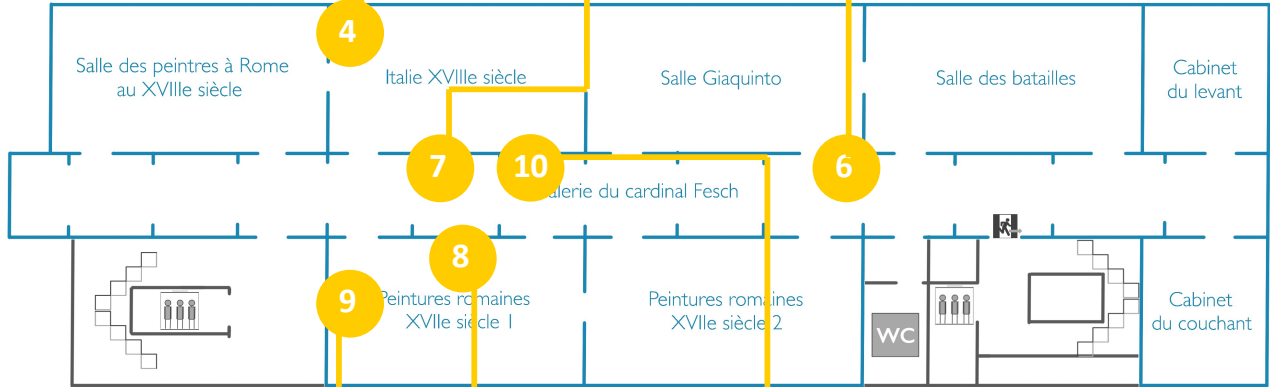 4
Salle des peintres à Rome
au XVIIIe siècle
Italie XVIIIe siècle
Salle Giaquinto
Salle des batailles
Cabinet
du levant
7
10
6
alerie du cardinal Fesch
8
9
Peintures romaines
XVIIe siècle 1
Peintures romaines
XVIIe siècle 2
WC
Cabinet
du couchant